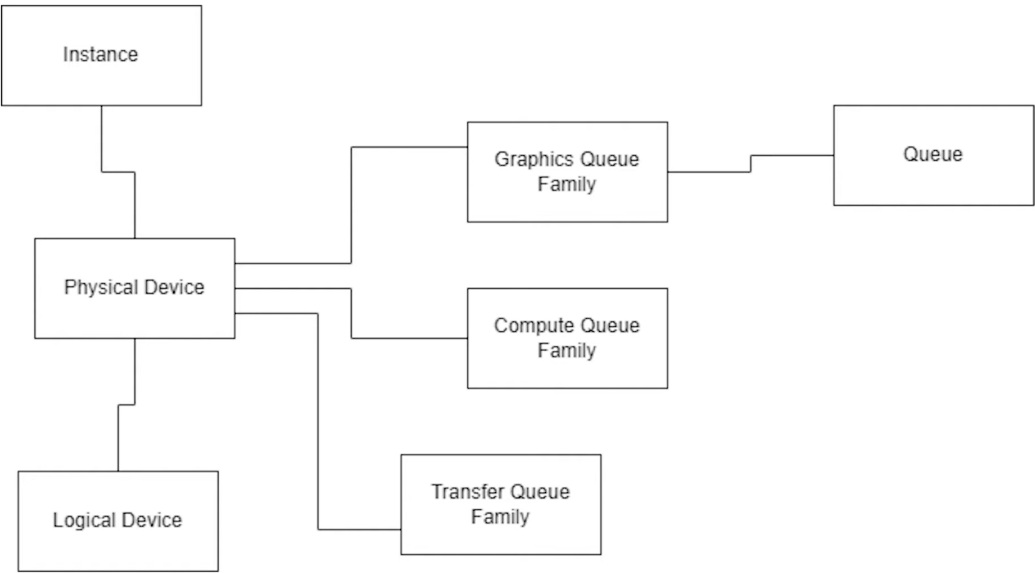 Instance
Graphics Queue
Family
Queue
Physical Device
Compute Queue
Family
Transfer Queue
Family
Logical Device